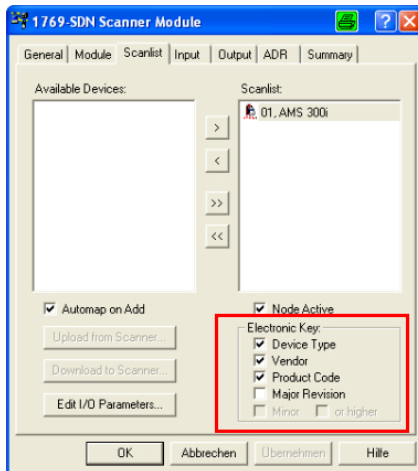 1769-SDN Scanner Module
General Module Scanlist Input Output ADR Summary
Available Devices: Scanlist:
01, AMS 300i
>
<
>>
<<
Automap on Add Node Active
Upload from Scanner...
Download to Scanner...
Edit I/O Parameters...
Electronic Key:
Device Type
Vendor
Product Code
Major Revision
Minor or higher
OK Abbrechen Übernehmen Hilfe